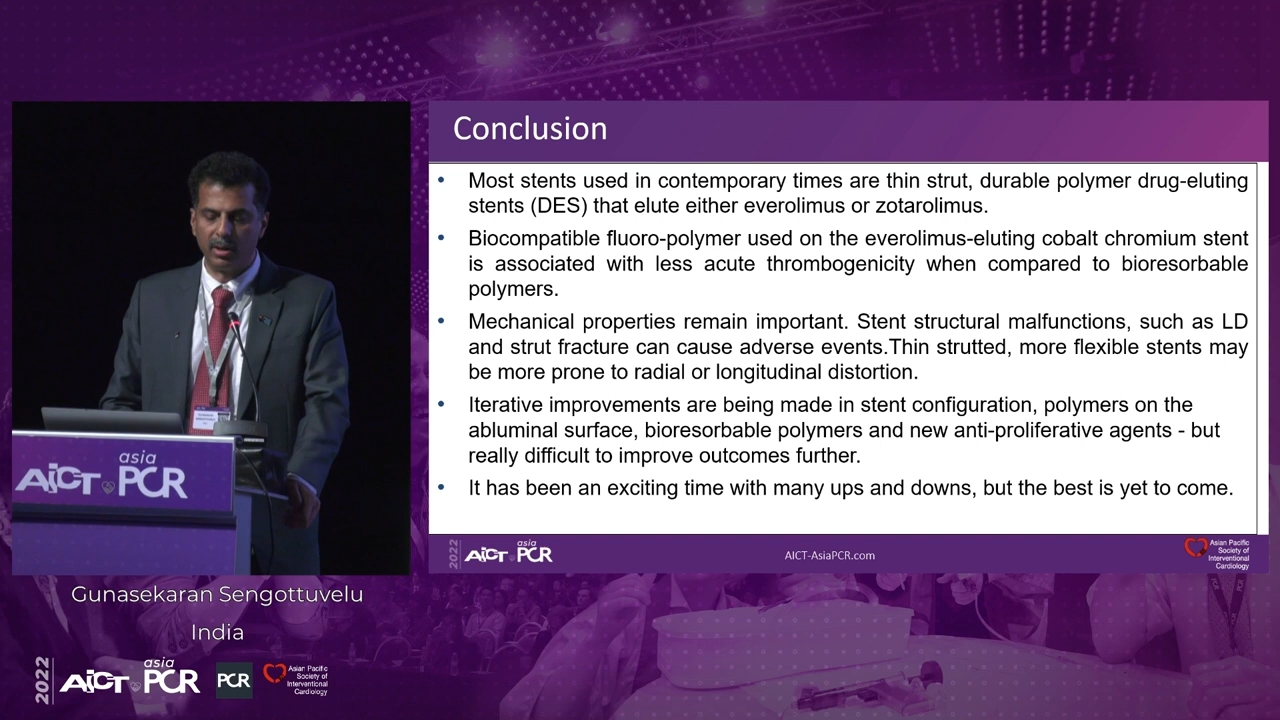 Conclusion
• Most stents used in contemporary times are thin strut, durable polymer drug-eluting
stents (DES) that elute either everolimus or zotarolimus.
• Biocompatible fluoro-polymer used on the everolimus-eluting cobalt chromium stent
is associated with less acute thrombogenicity when compared to bioresorbable
polymers.
• Mechanical properties remain important. Stent structural malfunctions, such as LD
and strut fracture can cause adverse events.Thin strutted, more flexible stents may
be more prone to radial or longitudinal distortion.
• Iterative improvements are being made in stent configuration, polymers on the
abluminal surface, bioresorbable polymers and new anti-proliferative agents - but
really difficult to improve outcomes further.
• It has been an exciting time with many ups and downs, but the best is yet to come.
2022
AICT
asia
PCR
AICT-AsiaPCR.com
Asian Pacific
Society of
Interventional
Cardiology
asia
AICT PCR
Gunasekaran Sengottuvelu
India
2022
AICT
asia
PCR
PCR
Asian Pacific
Society of
Interventional
Cardiology